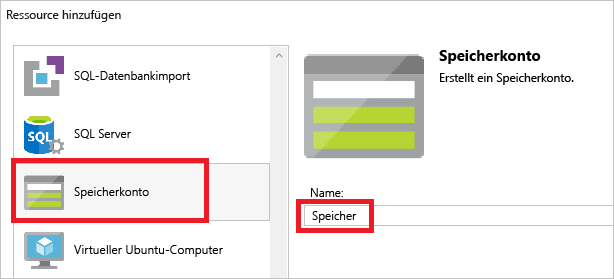 Ressource hinzufügen
SQL-Datenbankimport
SQL
SQL Server
Speicherkonto
Virtueller Ubuntu-Computer
Speicherkonto
Erstellt ein Speicherkonto.
Name:
Speicher